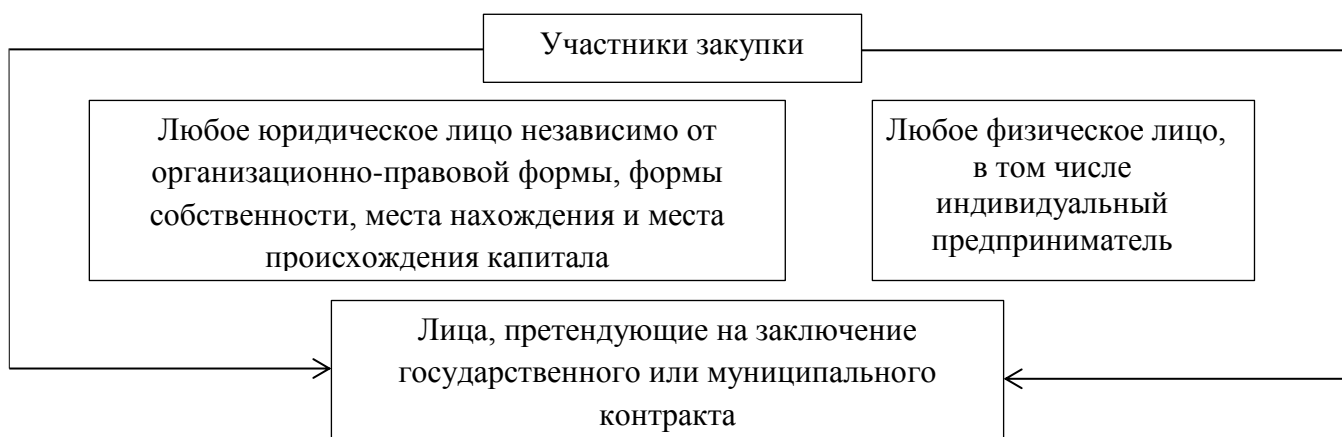 Участники закупки
Любое юридическое лицо независимо от
организационно-правовой формы, формы
собственности, места нахождения и места
происхождения капитала
Любое физическое лицо,
в том числе
индивидуальный
предприниматель
Лица, претендующие на заключение
государственного или муниципального
контракта